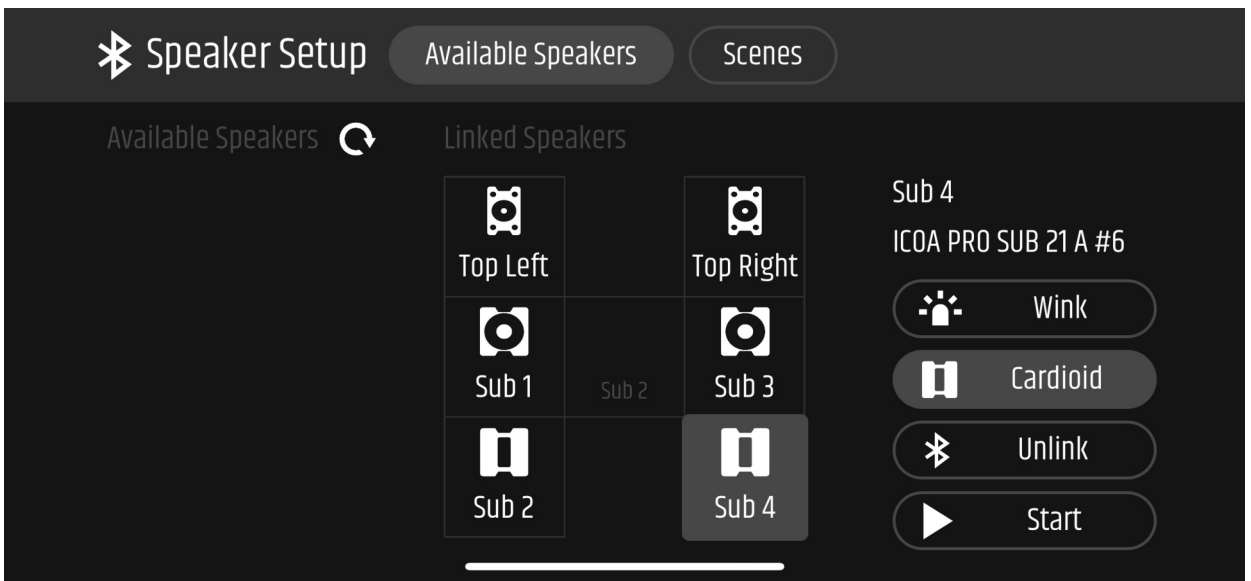 Speaker Setup
Available Speakers
Scenes
Available Speakers
Linked Speakers
Top Left
Top Right
Sub 1
Sub 2
Sub 3
Sub 2
Sub 4
Sub 4
ICOA PRO SUB 21 A #6
Wink
Cardioid
Unlink
Start